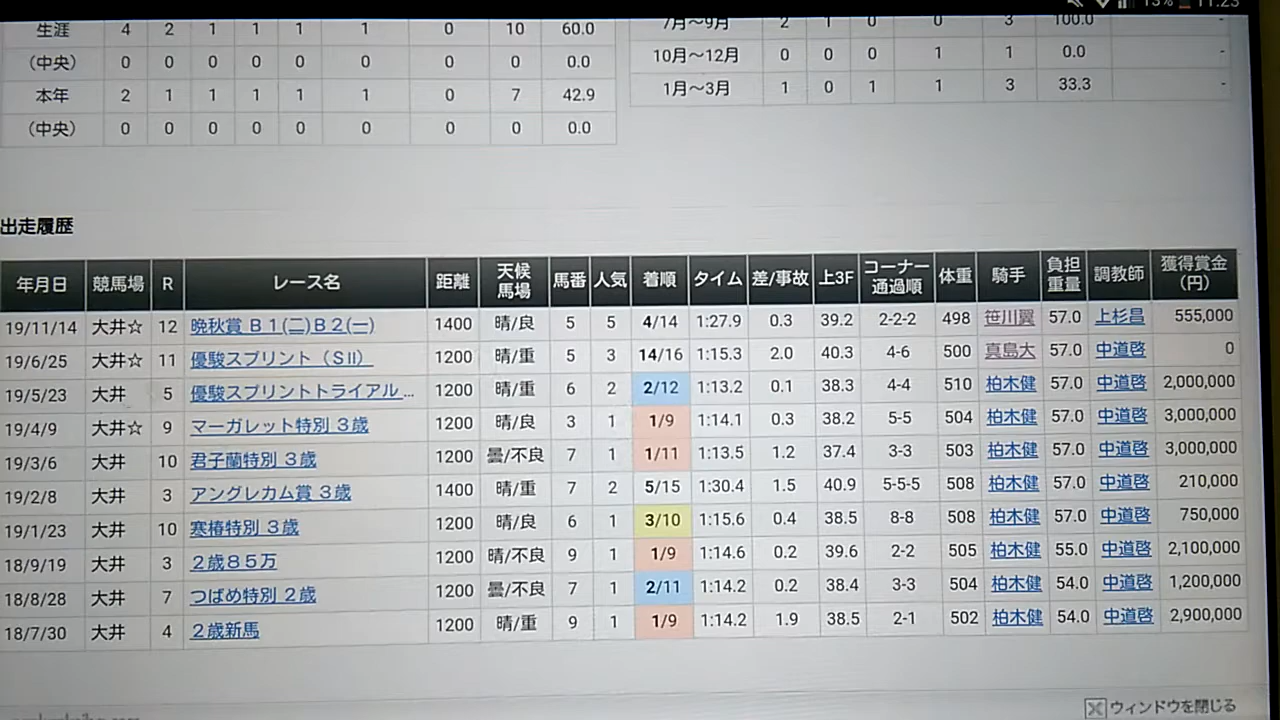 13% 11:23
生涯 4 2 1 1 1 1 0 10 60.0
（中央） 0 0 0 0 0 0 0 0 0.0
本年 2 1 1 1 1 1 0 7 42.9
（中央） 0 0 0 0 0 0 0 0 0.0
7月〜9月 2 1 0 0 3 100.0 -
10月〜12月 0 0 0 1 1 0.0 -
1月〜3月 1 0 1 1 3 33.3 -
出走履歴
年月日 競馬場 R レース名 距離 天候馬場 馬番 人気 着順 タイム 差/事故 上3F コーナー通過順 体重 騎手 負担重量 調教師 獲得賞金(円)
19/11/14 大井☆ 12 晩秋賞 Ｂ１(二)Ｂ２(一) 1400 晴/良 5 5 4/14 1:27.9 0.3 39.2 2-2-2 498 笹川翼 57.0 上杉昌 555,000
19/6/25 大井☆ 11 優駿スプリント（ＳII） 1200 晴/重 5 3 14/16 1:15.3 2.0 40.3 4-6 500 真島大 57.0 中道啓 0
19/5/23 大井 5 優駿スプリントトライアル... 1200 晴/重 6 2 2/12 1:13.2 0.1 38.3 4-4 510 柏木健 57.0 中道啓 2,000,000
19/4/9 大井☆ 9 マーガレット特別 ３歳 1200 晴/良 3 1 1/9 1:14.1 0.3 38.2 5-5 504 柏木健 57.0 中道啓 3,000,000
19/3/6 大井 10 君子蘭特別 ３歳 1200 曇/不良 7 1 1/11 1:13.5 1.2 37.4 3-3 503 柏木健 57.0 中道啓 3,000,000
19/2/8 大井 3 アングレカム賞 ３歳 1400 晴/重 7 2 5/15 1:30.4 1.5 40.9 5-5-5 508 柏木健 57.0 中道啓 210,000
19/1/23 大井 10 寒椿特別 ３歳 1200 晴/良 6 1 3/10 1:15.6 0.4 38.5 8-8 508 柏木健 57.0 中道啓 750,000
18/9/19 大井 3 ２歳８５万 1200 晴/不良 9 1 1/9 1:14.6 0.2 39.6 2-2 505 柏木健 55.0 中道啓 2,100,000
18/8/28 大井 7 つばめ特別 ２歳 1200 曇/不良 7 1 2/11 1:14.2 0.2 38.4 3-3 504 柏木健 54.0 中道啓 1,200,000
18/7/30 大井 4 ２歳新馬 1200 晴/重 9 1 1/9 1:14.2 1.9 38.5 2-1 502 柏木健 54.0 中道啓 2,900,000
ウィンドウを閉じる